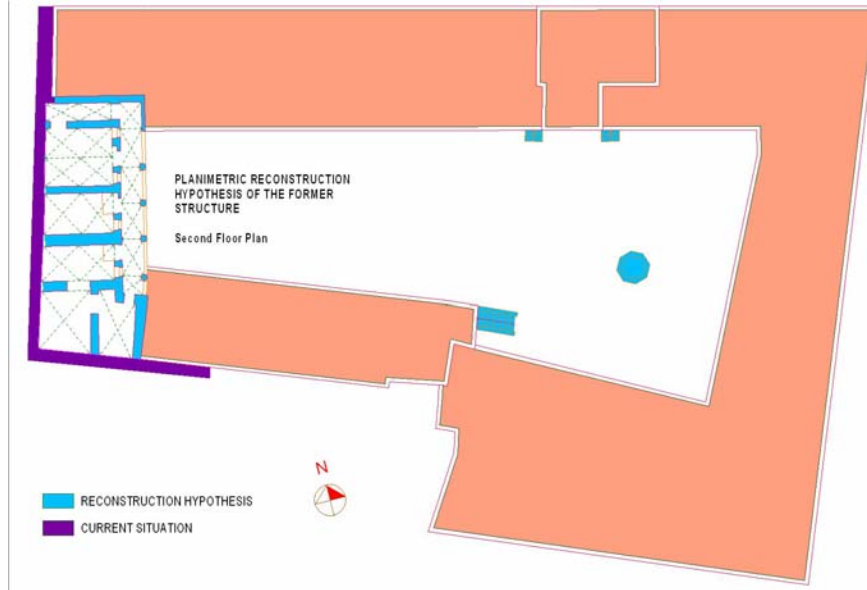 PLANIMETRIC RECONSTRUCTION
HYPOTHESIS OF THE FORMER
STRUCTURE
Second Floor Plan
N
RECONSTRUCTION HYPOTHESIS
CURRENT SITUATION